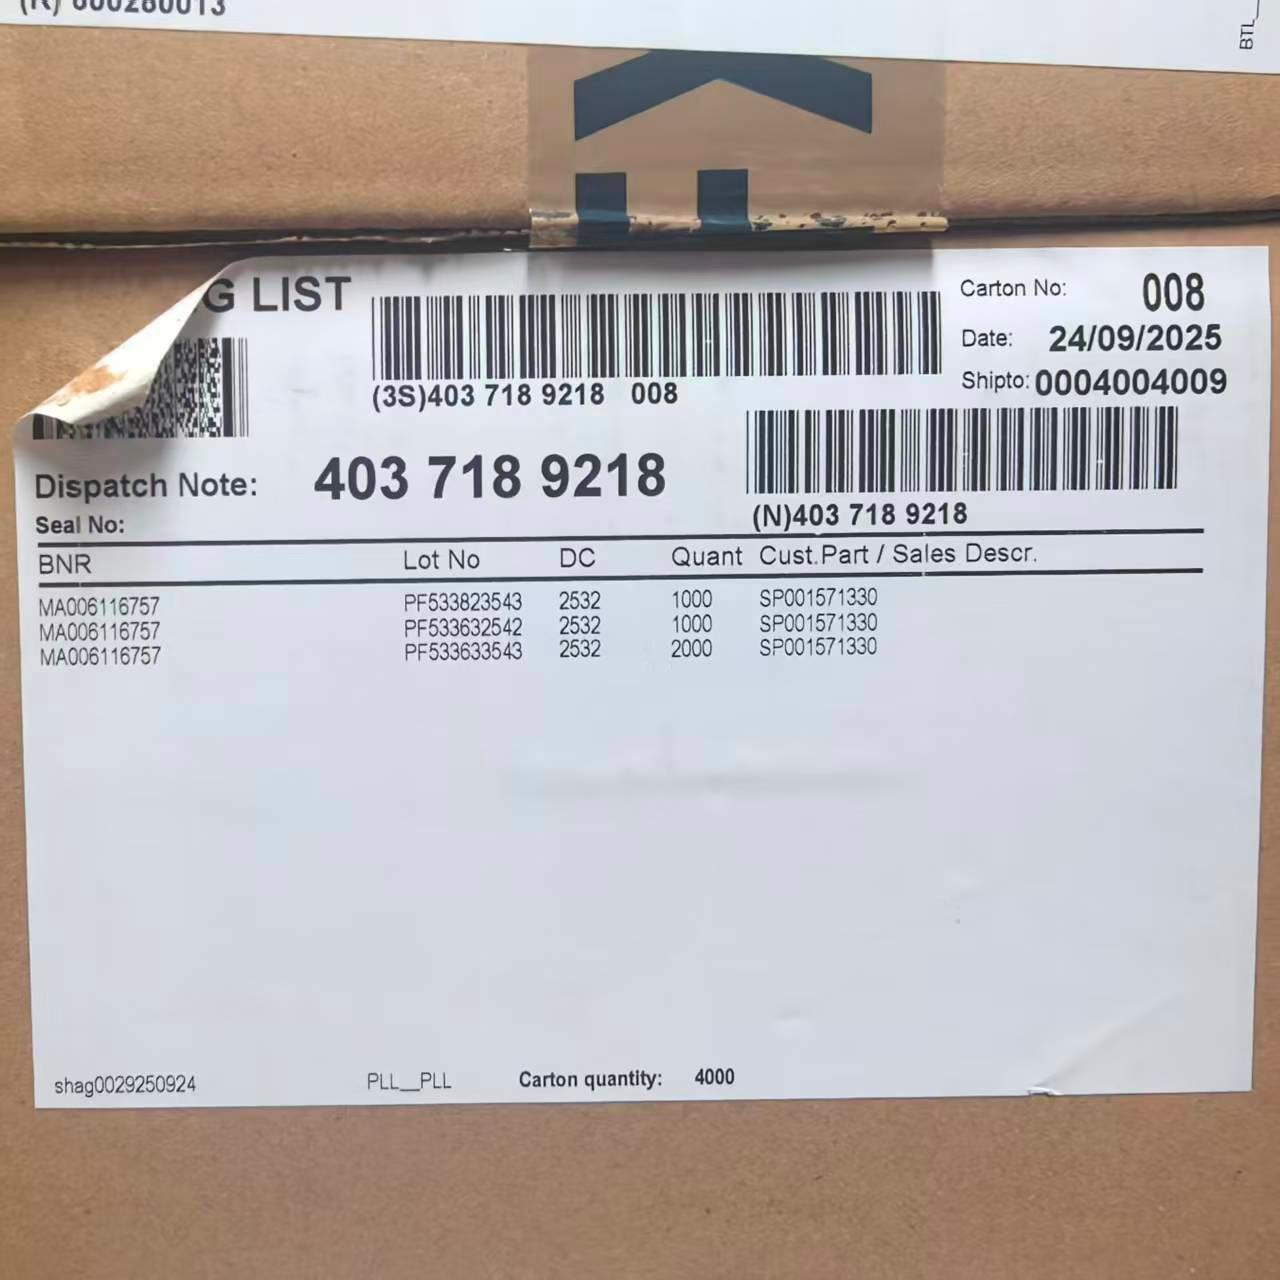 (R) 800280013
BTL_
G LIST
(3S)403 718 9218 008
Carton No: 008
Date: 24/09/2025
Shipto: 0004004009
Dispatch Note: 403 718 9218
(N)403 718 9218
Seal No:
BNR Lot No DC Quant Cust.Part / Sales Descr.
MA006116757 PF533823543 2532 1000 SP001571330
MA006116757 PF533632542 2532 1000 SP001571330
MA006116757 PF533633543 2532 2000 SP001571330
shag0029250924 PLL__PLL Carton quantity: 4000